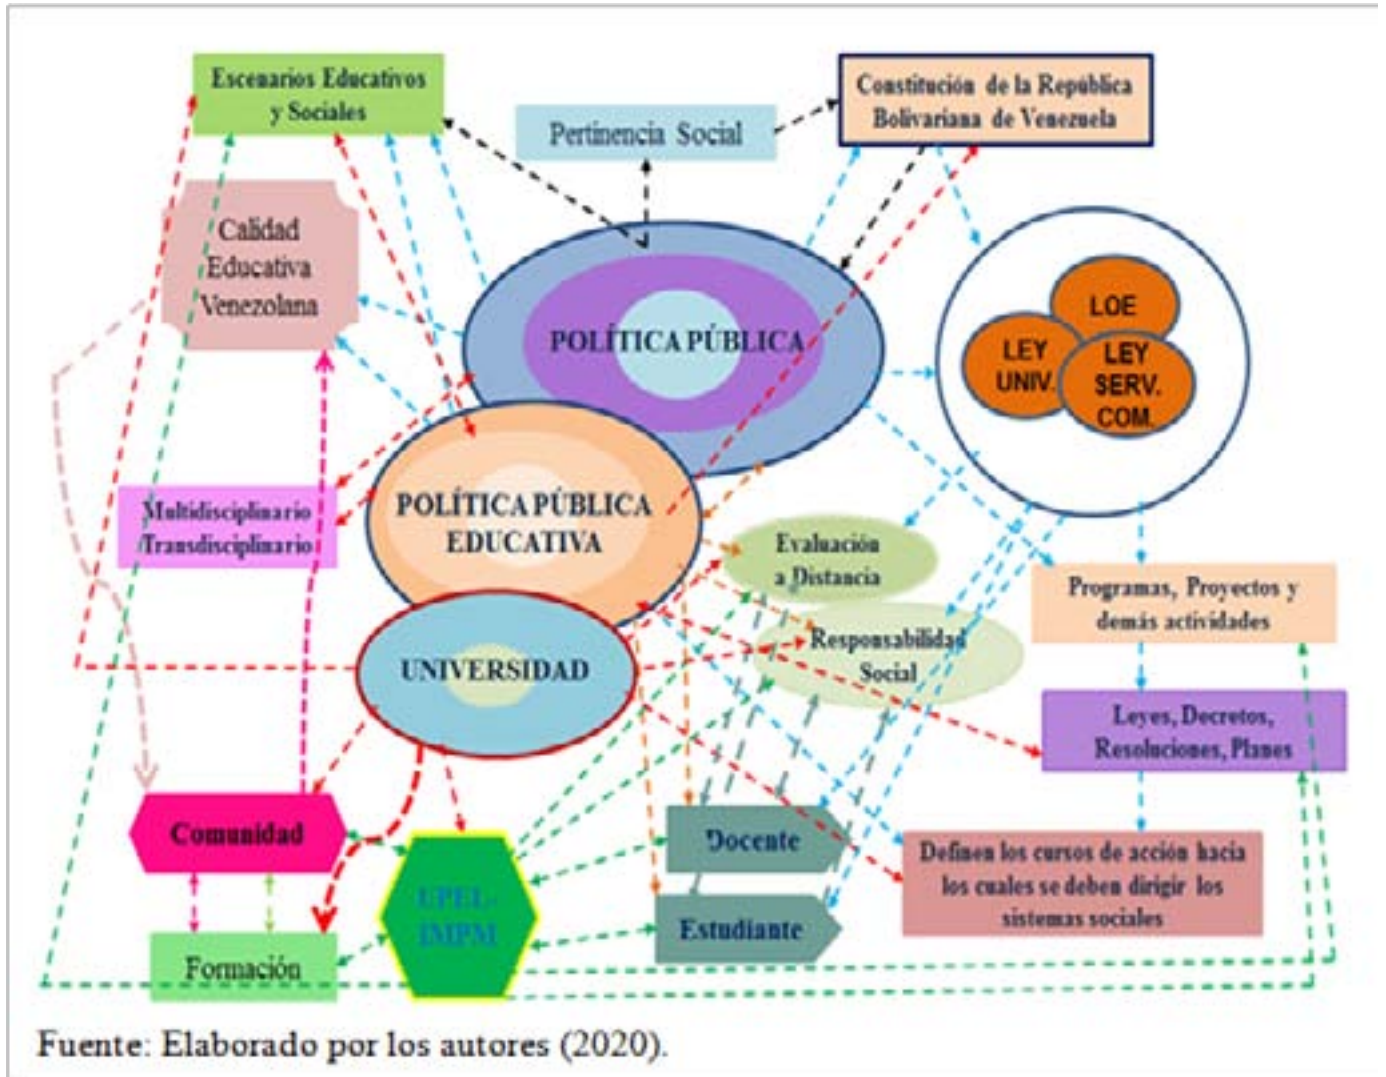 Escenarios Educativos
y Sociales
Pertinencia Social
Constitución de la República
Bolivariana de Venezuela
Calidad
Educativa
Venezolana
POLÍTICA PÚBLICA
LOE
LEY
UNIV.
LEY
SERV.
COM.
Multidisciplinario
Transdisciplinario
POLÍTICA PÚBLICA
EDUCATIVA
Evaluación
a Distancia
Programas, Proyectos y
demás actividades
UNIVERSIDAD
Responsabilidad
Social
Leyes, Decretos,
Resoluciones, Planes
Comunidad
Docente
Definen los cursos de acción hacia
los cuales se deben dirigir los
sistemas sociales
UPEL-
IMPM
Estudiante
Formación
Fuente: Elaborado por los autores (2020).